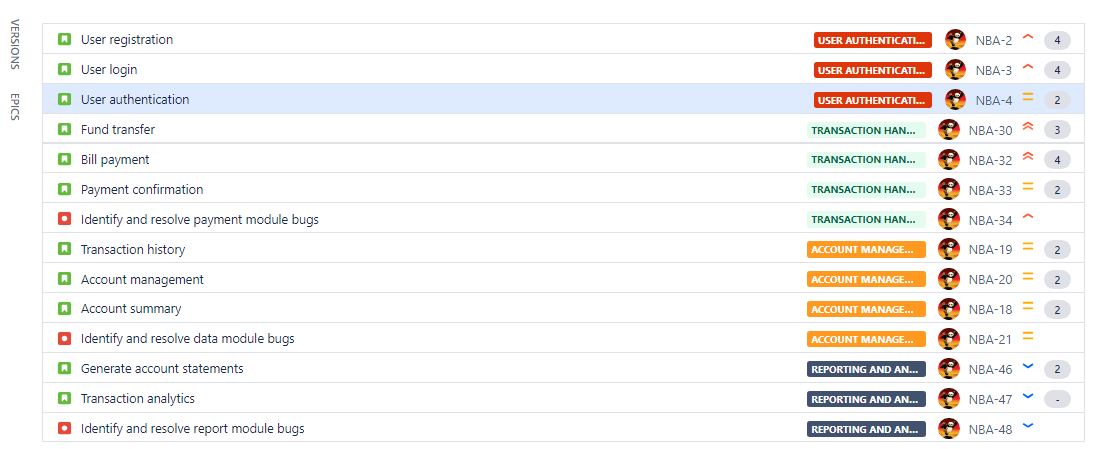 VERSIONS
EPICS
User registration USER AUTHENTICATI... NBA-2 4
User login USER AUTHENTICATI... NBA-3 4
User authentication USER AUTHENTICATI... NBA-4 2
Fund transfer TRANSACTION HAN... NBA-30 3
Bill payment TRANSACTION HAN... NBA-32 4
Payment confirmation TRANSACTION HAN... NBA-33 2
Identify and resolve payment module bugs TRANSACTION HAN... NBA-34
Transaction history ACCOUNT MANAGE... NBA-19 2
Account management ACCOUNT MANAGE... NBA-20 2
Account summary ACCOUNT MANAGE... NBA-18 2
Identify and resolve data module bugs ACCOUNT MANAGE... NBA-21
Generate account statements REPORTING AND AN... NBA-46 2
Transaction analytics REPORTING AND AN... NBA-47 -
Identify and resolve report module bugs REPORTING AND AN... NBA-48